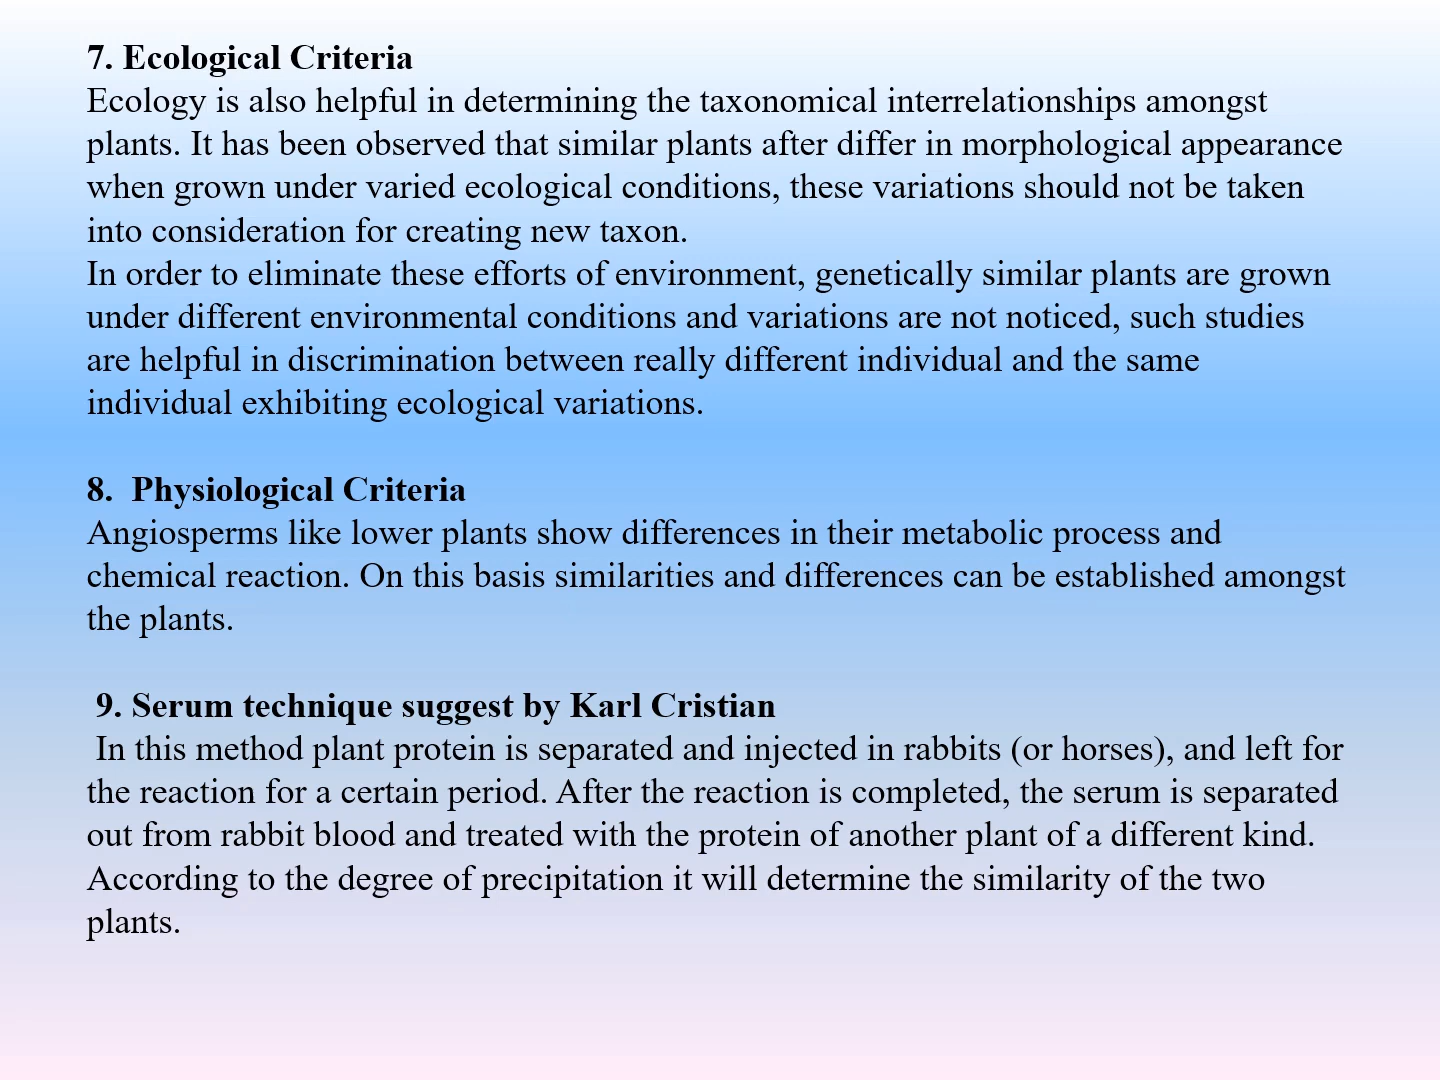 7. Ecological Criteria
Ecology is also helpful in determining the taxonomical interrelationships amongst
plants. It has been observed that similar plants after differ in morphological appearance
when grown under varied ecological conditions, these variations should not be taken
into consideration for creating new taxon.
In order to eliminate these efforts of environment, genetically similar plants are grown
under different environmental conditions and variations are not noticed, such studies
are helpful in discrimination between really different individual and the same
individual exhibiting ecological variations.
8. Physiological Criteria
Angiosperms like lower plants show differences in their metabolic process and
chemical reaction. On this basis similarities and differences can be established amongst
the plants.
9. Serum technique suggest by Karl Cristian
In this method plant protein is separated and injected in rabbits (or horses), and left for
the reaction for a certain period. After the reaction is completed, the serum is separated
out from rabbit blood and treated with the protein of another plant of a different kind.
According to the degree of precipitation it will determine the similarity of the two
plants.